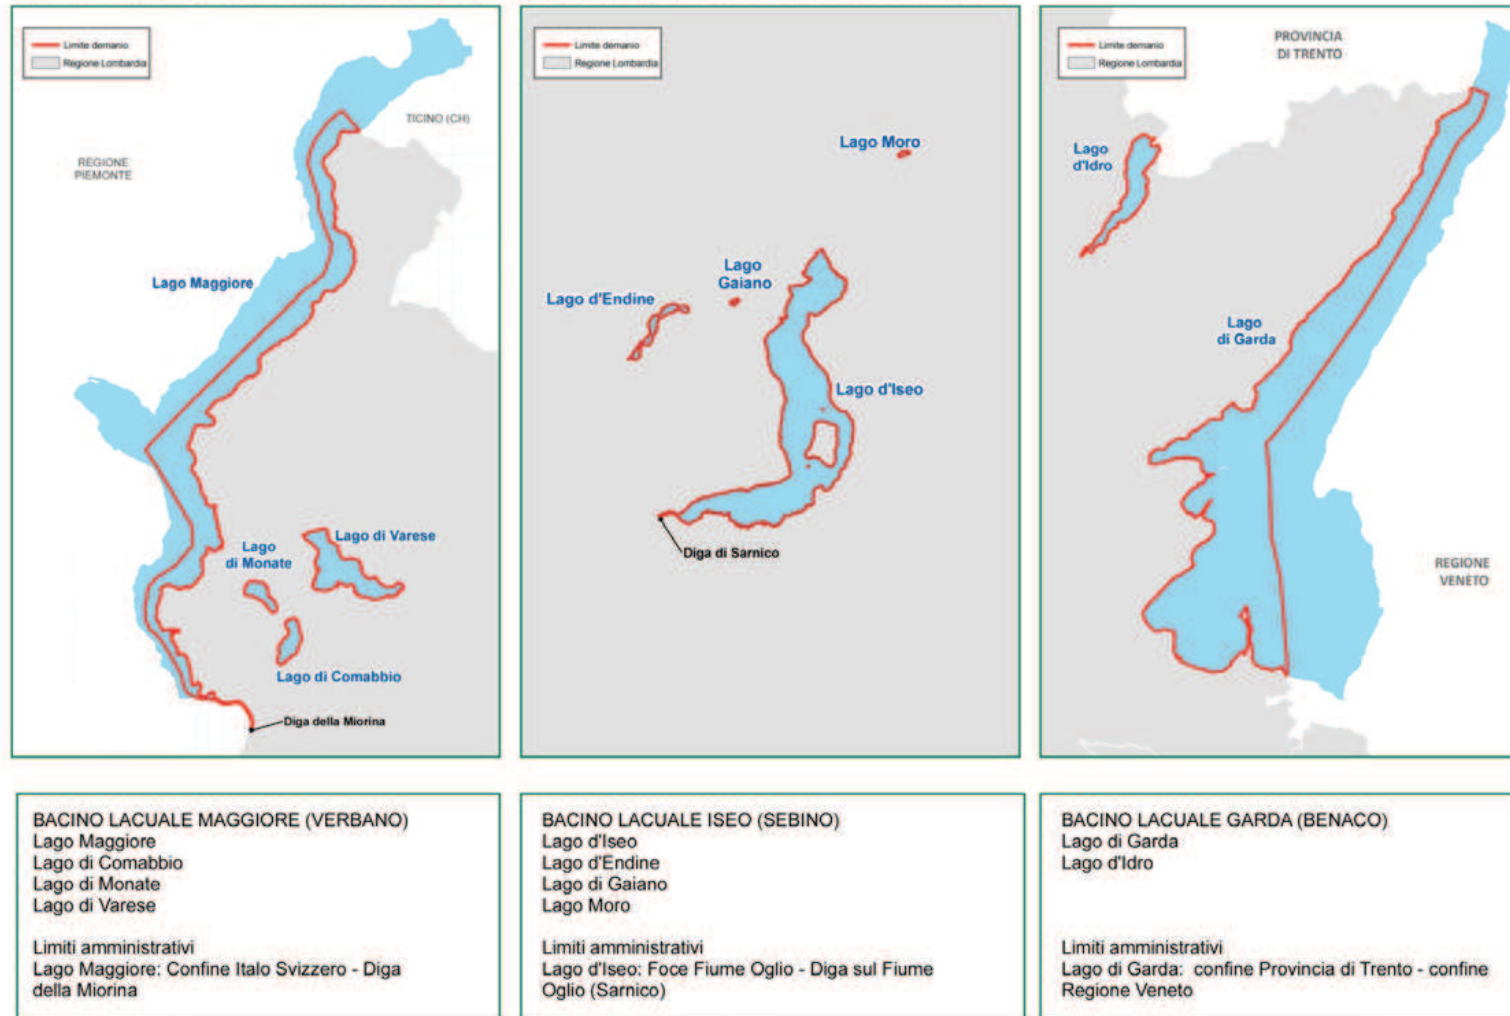 Limite demanio
Regione Lombardia
TICINO (CH)
REGIONE
PIEMONTE
Lago Maggiore
Lago di Varese
Lago
di Monate
Lago di Comabbio
Diga della Miorina
Limite demanio
Regione Lombardia
Lago Moro
Lago
Gaiano
Lago d'Endine
Lago d'Iseo
Diga di Sarnico
Limite demanio
Regione Lombardia
PROVINCIA
DI TRENTO
Lago
d'Idro
Lago
di Garda
REGIONE
VENETO
BACINO LACUALE MAGGIORE (VERBANO)
Lago Maggiore
Lago di Comabbio
Lago di Monate
Lago di Varese
Limiti amministrativi
Lago Maggiore: Confine Italo Svizzero - Diga
della Miorina
BACINO LACUALE ISEO (SEBINO)
Lago d'Iseo
Lago d'Endine
Lago di Gaiano
Lago Moro
Limiti amministrativi
Lago d'Iseo: Foce Fiume Oglio - Diga sul Fiume
Oglio (Sarnico)
BACINO LACUALE GARDA (BENACO)
Lago di Garda
Lago d'Idro
Limiti amministrativi
Lago di Garda: confine Provincia di Trento - confine
Regione Veneto